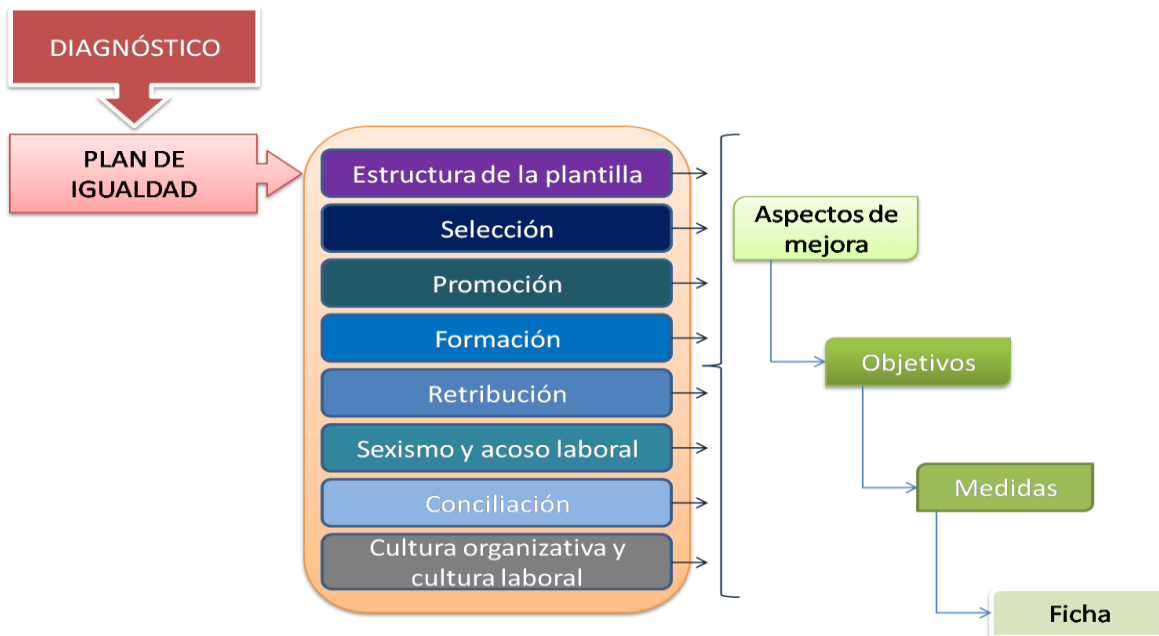 DIAGNÓSTICO
PLAN DE
IGUALDAD
Estructura de la plantilla
Selección
Promoción
Formación
Retribución
Sexismo y acoso laboral
Conciliación
Cultura organizativa y
cultura laboral
Aspectos de
mejora
Objetivos
Medidas
Ficha